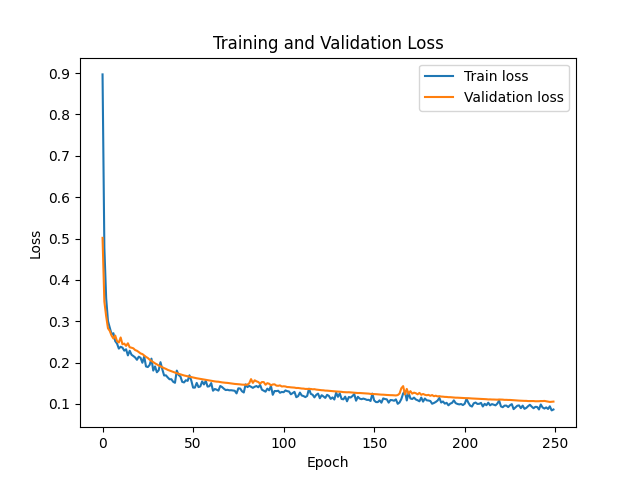 Training and Validation Loss
Train loss
Validation loss
Loss
0.9
0.8
0.7
0.6
0.5
0.4
0.3
0.2
0.1
0 50 100 150 200 250
Epoch